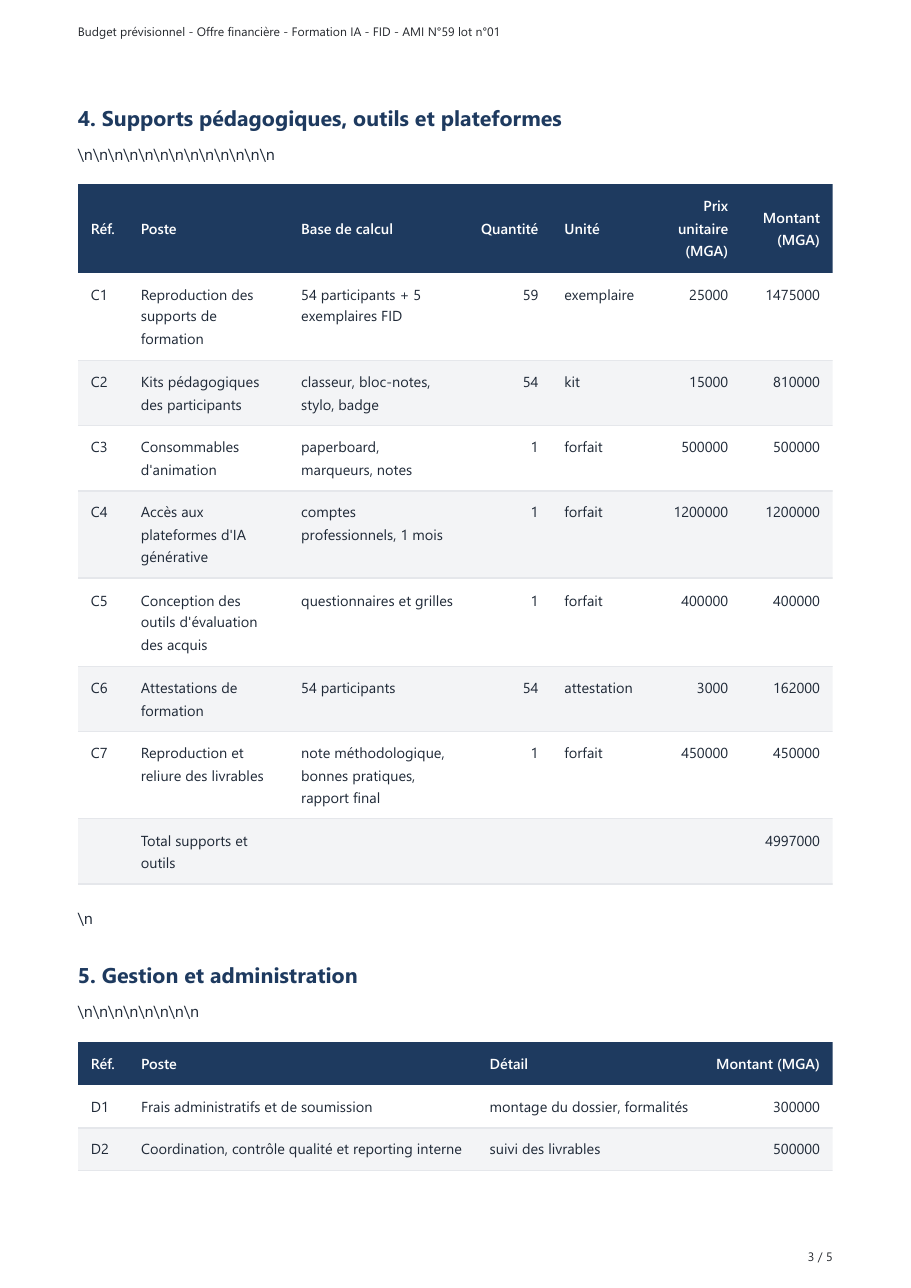 Budget prévisionnel - Offre financière - Formation IA - FID - AMI N°59 lot n°01
4. Supports pédagogiques, outils et plateformes
\n\n\n\n\n\n\n\n\n\n\n\n\n
Réf. Poste Base de calcul Quantité Unité Prix unitaire (MGA) Montant (MGA)
C1 Reproduction des supports de formation 54 participants + 5 exemplaires FID 59 exemplaire 25000 1475000
C2 Kits pédagogiques des participants classeur, bloc-notes, stylo, badge 54 kit 15000 810000
C3 Consommables d'animation paperboard, marqueurs, notes 1 forfait 500000 500000
C4 Accès aux plateformes d'IA générative comptes professionnels, 1 mois 1 forfait 1200000 1200000
C5 Conception des outils d'évaluation des acquis questionnaires et grilles 1 forfait 400000 400000
C6 Attestations de formation 54 participants 54 attestation 3000 162000
C7 Reproduction et reliure des livrables note méthodologique, bonnes pratiques, rapport final 1 forfait 450000 450000
Total supports et outils 4997000
\n
5. Gestion et administration
\n\n\n\n\n\n\n\n
Réf. Poste Détail Montant (MGA)
D1 Frais administratifs et de soumission montage du dossier, formalités 300000
D2 Coordination, contrôle qualité et reporting interne suivi des livrables 500000
3 / 5